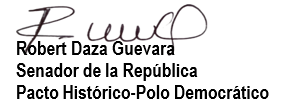 Robert Daza Guevara
Senador de la República
Pacto Histórico-Polo Democrático